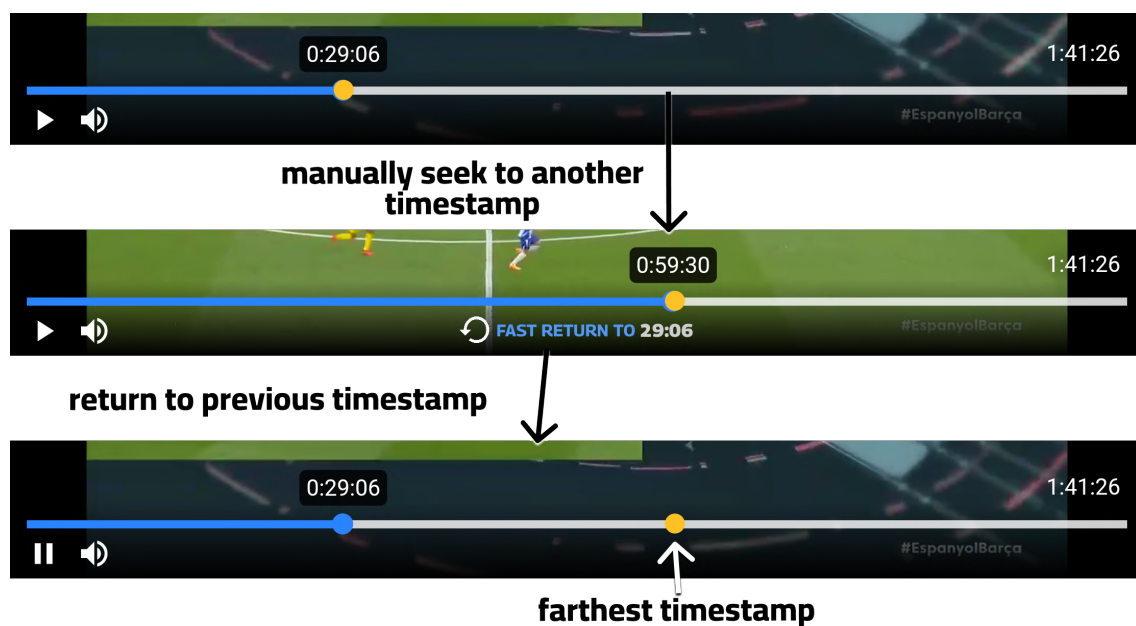 0:29:06
1:41:26
#EspanyolBarça
manually seek to another
timestamp
0:59:30
1:41:26
FAST RETURN TO 29:06
#EspanyolBarça
return to previous timestamp
0:29:06
1:41:26
#EspanyolBarça
farthest timestamp